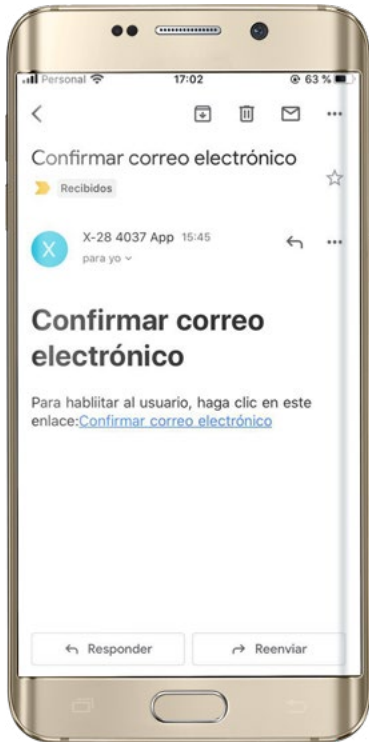 Personal 17:02 63 %
Confirmar correo electrónico
Recibidos
X X-28 4037 App 15:45
para yo
Confirmar correo
electrónico
Para habliitar al usuario, haga clic en este
enlace:Confirmar correo electrónico
Responder Reenviar